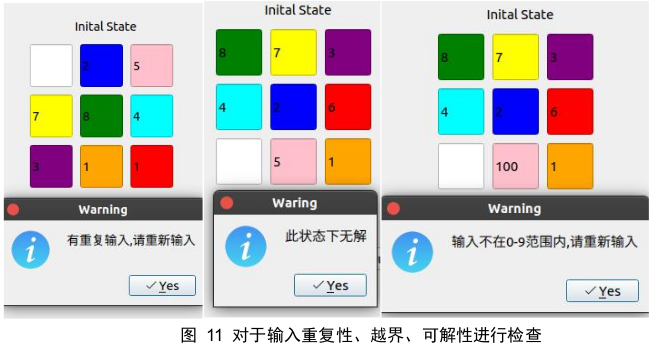 Inital State
2 5
7 8 4
3 1 1
Warning
有重复输入,请重新输入
Yes
Inital State
8 7 3
4 2 6
5 1
Waring
此状态下无解
Yes
Inital State
8 7 3
4 2 6
100 1
Warning
输入不在0-9范围内,请重新输入
Yes
图 11 对于输入重复性、越界、可解性进行检查